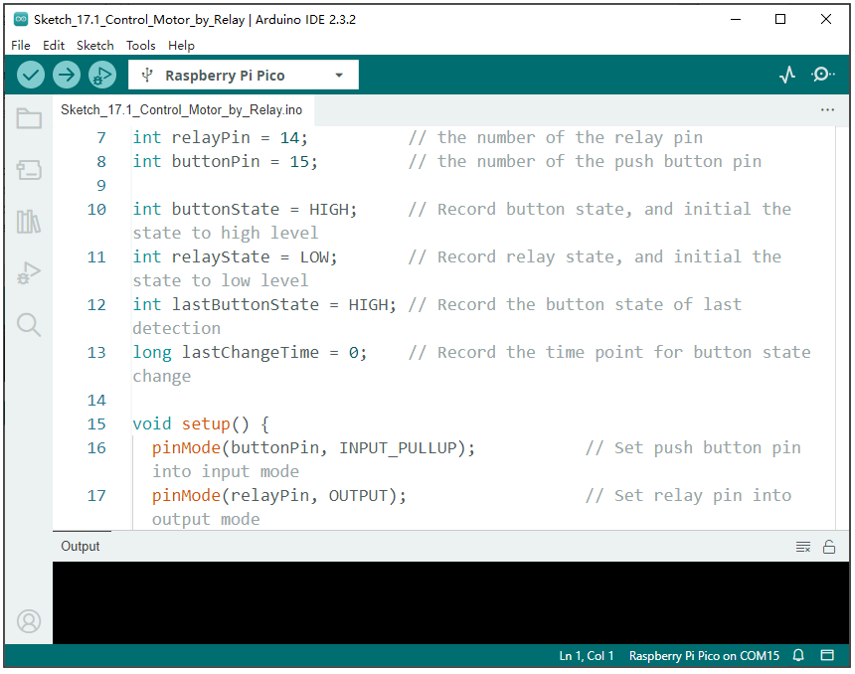 Sketch_17.1_Control_Motor_by_Relay | Arduino IDE 2.3.2
File Edit Sketch Tools Help
Raspberry Pi Pico
Sketch_17.1_Control_Motor_by_Relay.ino
7 int relayPin = 14; // the number of the relay pin
8 int buttonPin = 15; // the number of the push button pin
9
10 int buttonState = HIGH; // Record button state, and initial the
state to high level
11 int relayState = LOW; // Record relay state, and initial the
state to low level
12 int lastButtonState = HIGH; // Record the button state of last
detection
13 long lastChangeTime = 0; // Record the time point for button state
change
14
15 void setup() {
16 pinMode(buttonPin, INPUT_PULLUP); // Set push button pin
into input mode
17 pinMode(relayPin, OUTPUT); // Set relay pin into
output mode
Output
Ln 1, Col 1 Raspberry Pi Pico on COM15